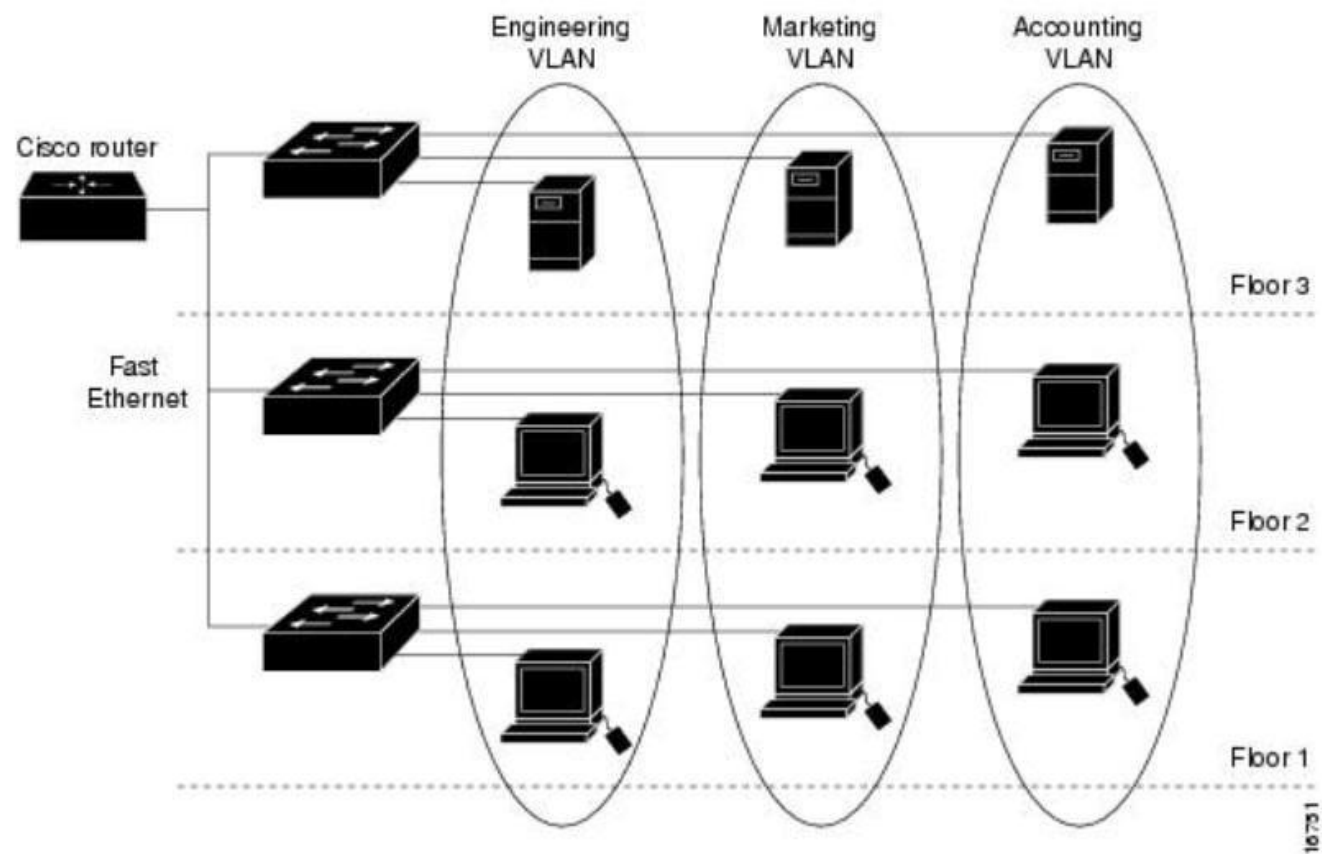 Engineering
VLAN
Marketing
VLAN
Accounting
VLAN
Cisco router
Floor 3
Fast
Ethernet
Floor 2
Floor 1
16751